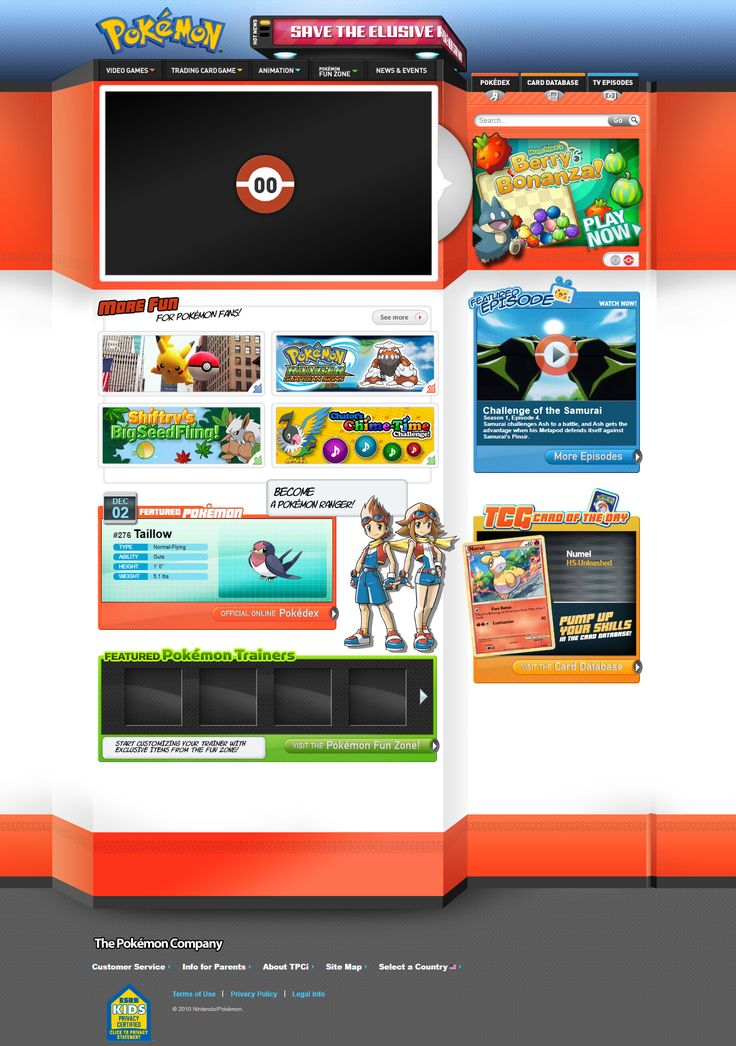 Pokémon
HOT NEWS
SAVE THE ELUSIVE
VIDEO GAMES
TRADING CARD GAME
ANIMATION
POKÉMON
FUN ZONE
NEWS & EVENTS
POKÉDEX
CARD DATABASE
TV EPISODES
Search...
Go
00
Munchlax's
Berry
Bonanza!
PLAY
NOW
More Fun
FOR POKÉMON FANS!
See more
POKÉMON
RANGER
GUARDIAN SIGNS
Shiftry's
Big Seed Fling!
Chatot's
Chime-Time
Challenge!
FEATURED
EPISODE
WATCH NOW!
Challenge of the Samurai
Season 1, Episode 4.
Samurai challenges Ash to a battle, and Ash gets the
advantage when his Metapod defends itself against
Samurai's Pinsir.
More Episodes
BECOME
A POKÉMON RANGER!
DEC
02
FEATURED POKÉMON
#276 Taillow
TYPE Normal-Flying
ABILITY Guts
HEIGHT 1' 0"
WEIGHT 5.1 lbs
OFFICIAL ONLINE Pokédex
TCG CARD OF THE DAY
Numel
Numel
HS-Unleashed
PUMP UP
YOUR SKILLS
IN THE CARD DATABASE!
VISIT THE Card Database
FEATURED Pokémon Trainers
START CUSTOMIZING YOUR TRAINER WITH
EXCLUSIVE ITEMS FROM THE FUN ZONE!
VISIT THE Pokémon Fun Zone!
The Pokémon Company
Customer Service
Info for Parents
About TPCi
Site Map
Select a Country
ESRB
KIDS
PRIVACY
CERTIFIED
CLICK TO PRIVACY
STATEMENT
Terms of Use | Privacy Policy | Legal Info
© 2010 Nintendo/Pokémon.